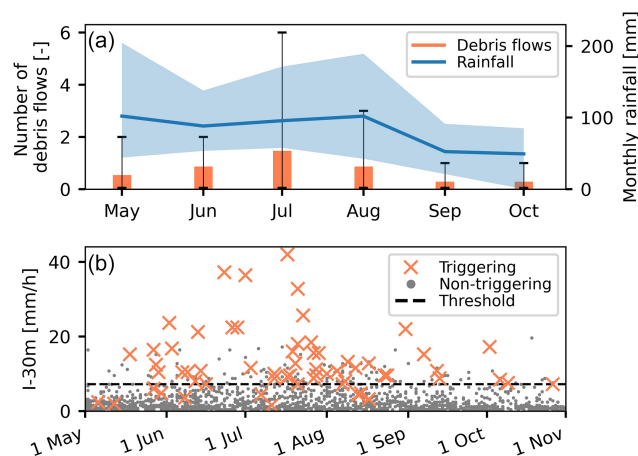 (a)
Number of
debris flows [-]
6
4
2
0
Debris flows
Rainfall
200
100
0
Monthly rainfall [mm]
May Jun Jul Aug Sep Oct
(b)
I-30m [mm/h]
40
20
0
Triggering
Non-triggering
Threshold
1 May 1 Jun 1 Jul 1 Aug 1 Sep 1 Oct 1 Nov